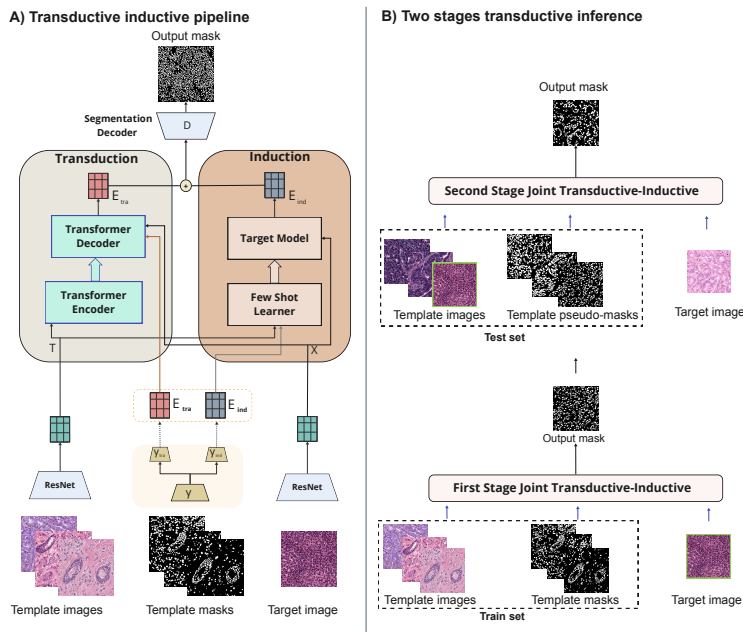 A) Transductive inductive pipeline
Output mask
Segmentation
Decoder
D
Transduction
Induction
+
E tra
E ind
Transformer
Decoder
Target Model
Transformer
Encoder
Few Shot
Learner
T
X
E tra
E ind
y tra
y ind
y
ResNet
ResNet
Template images
Template masks
Target image
B) Two stages transductive inference
Output mask
Second Stage Joint Transductive-Inductive
Template images
Template pseudo-masks
Target image
Test set
Output mask
First Stage Joint Transductive-Inductive
Template images
Template masks
Target image
Train set